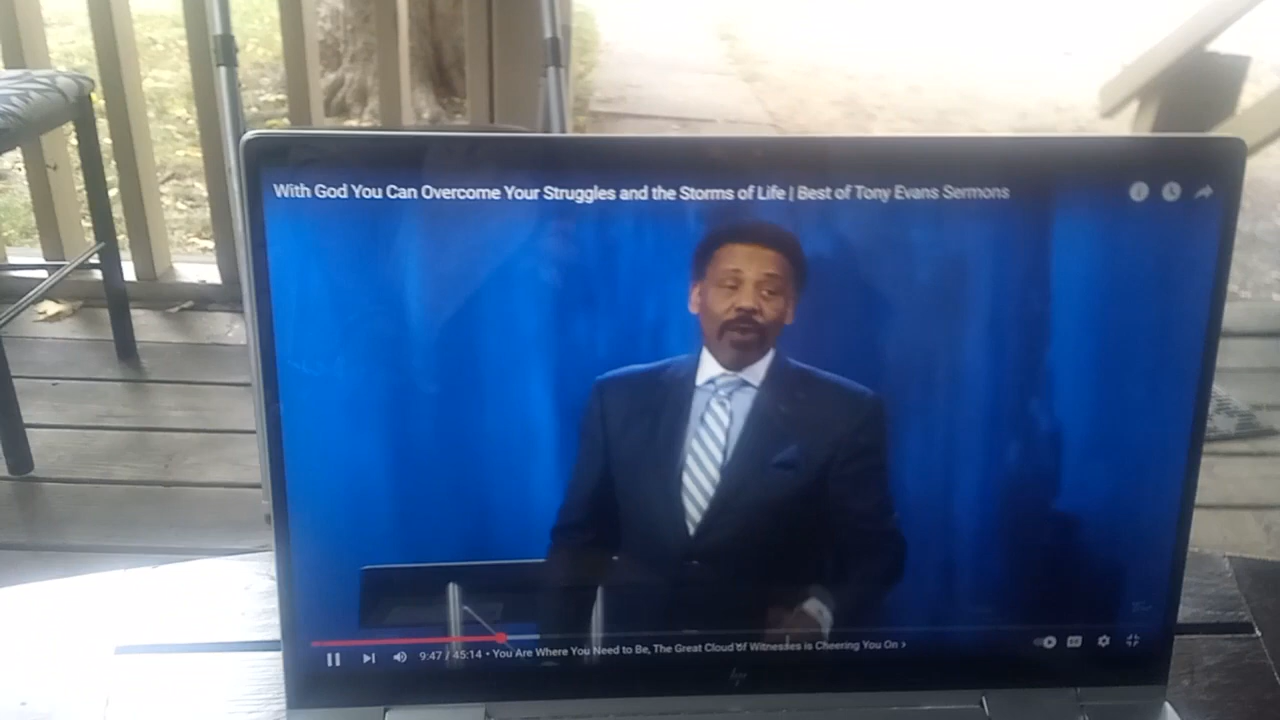 With God You Can Overcome Your Struggles and the Storms of Life | Best of Tony Evans Sermons
9:47 / 45:14 • You Are Where You Need to Be, The Great Cloud of Witnesses is Cheering You On ›
hp